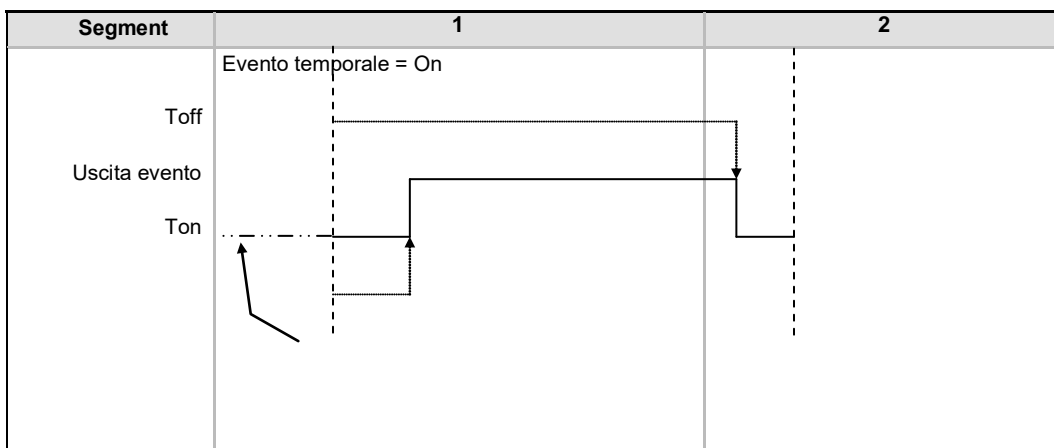 Segment 1 2
Evento temporale = On
Toff
Uscita evento
Ton